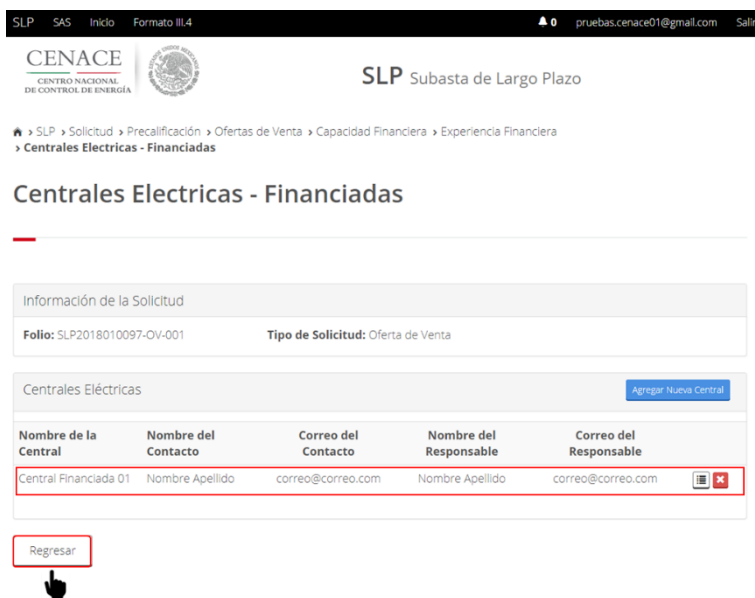 SLP SAS Inicio Formato III.4 0 pruebas.cenace01@gmail.com Salir
CENACE
CENTRO NACIONAL
DE CONTROL DE ENERGÍA
SLP Subasta de Largo Plazo
> SLP > Solicitud > Precalificación > Ofertas de Venta > Capacidad Financiera > Experiencia Financiera
> Centrales Electricas - Financiadas
Centrales Electricas - Financiadas
Información de la Solicitud
Folio: SLP2018010097-OV-001 Tipo de Solicitud: Oferta de Venta
Centrales Eléctricas Agregar Nueva Central
Nombre de la Central Nombre del Contacto Correo del Contacto Nombre del Responsable Correo del Responsable
Central Financiada 01 Nombre Apellido correo@correo.com Nombre Apellido correo@correo.com
Regresar